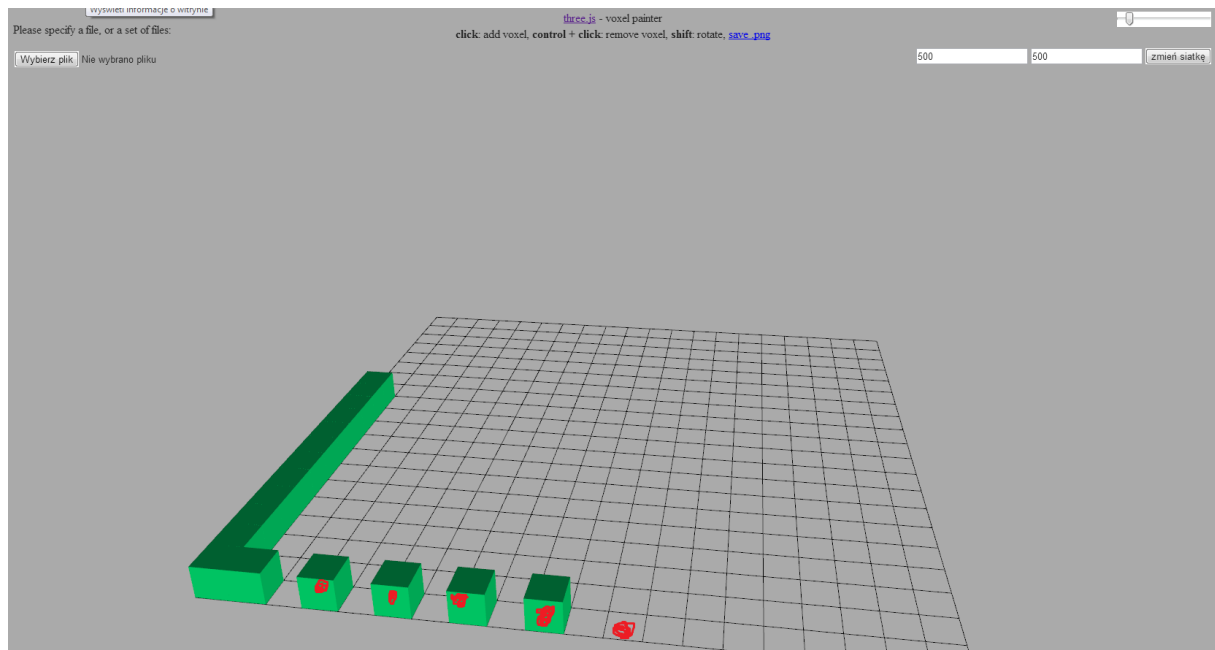 Wyświetl informacje o witrynie
three.js - voxel painter
Please specify a file, or a set of files:
click: add voxel, control + click: remove voxel, shift: rotate, save .png
Wybierz plik Nie wybrano pliku
500 500 zmień siatkę